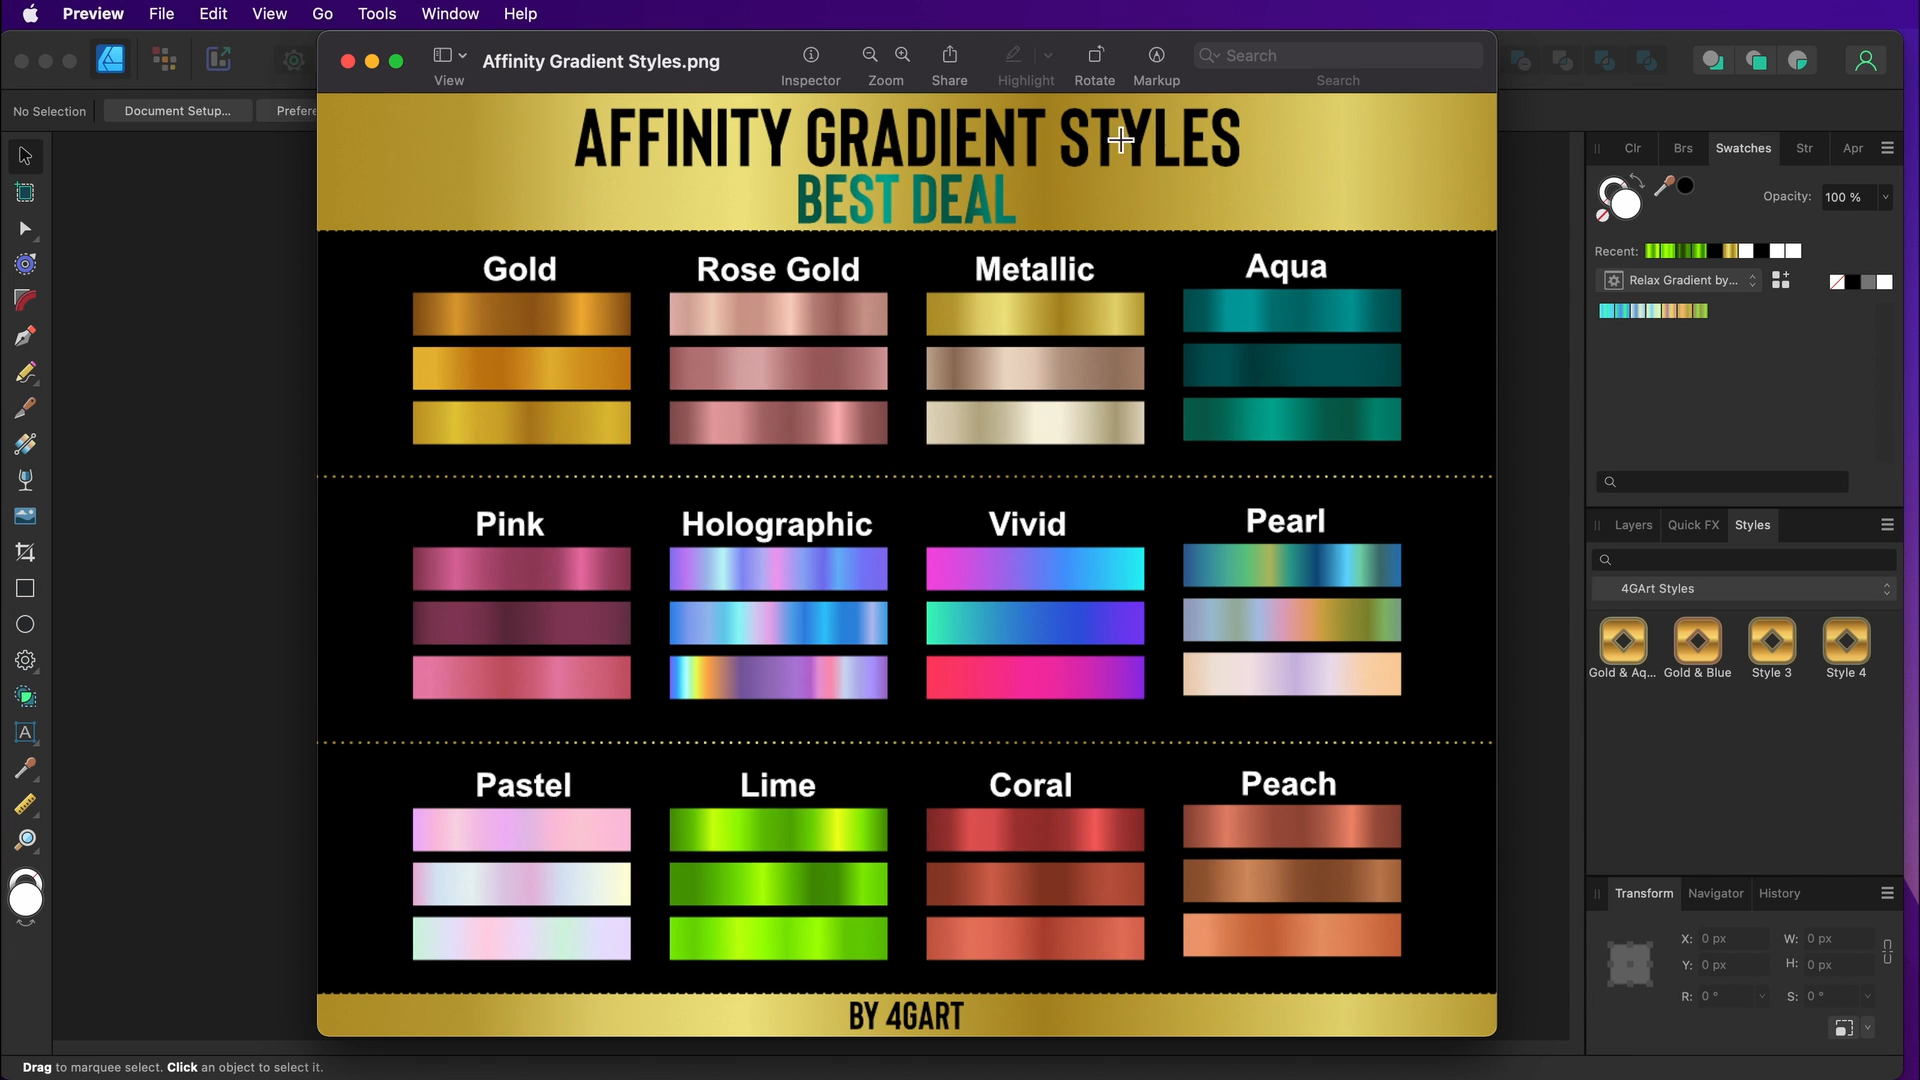 Preview File Edit View Go Tools Window Help
Affinity Gradient Styles.png
View Inspector Zoom Share Highlight Rotate Markup Search
Search
No Selection Document Setup... Prefere
AFFINITY GRADIENT STYLES
BEST DEAL
Gold Rose Gold Metallic Aqua
Pink Holographic Vivid Pearl
Pastel Lime Coral Peach
BY 4GART
Clr Brs Swatches Str Apr
Opacity: 100 %
Recent:
Relax Gradient by...
Layers Quick FX Styles
4GArt Styles
Gold & Aq... Gold & Blue Style 3 Style 4
Transform Navigator History
X: 0 px W: 0 px
Y: 0 px H: 0 px
R: 0 ° S: 0 °
Drag to marquee select. Click an object to select it.